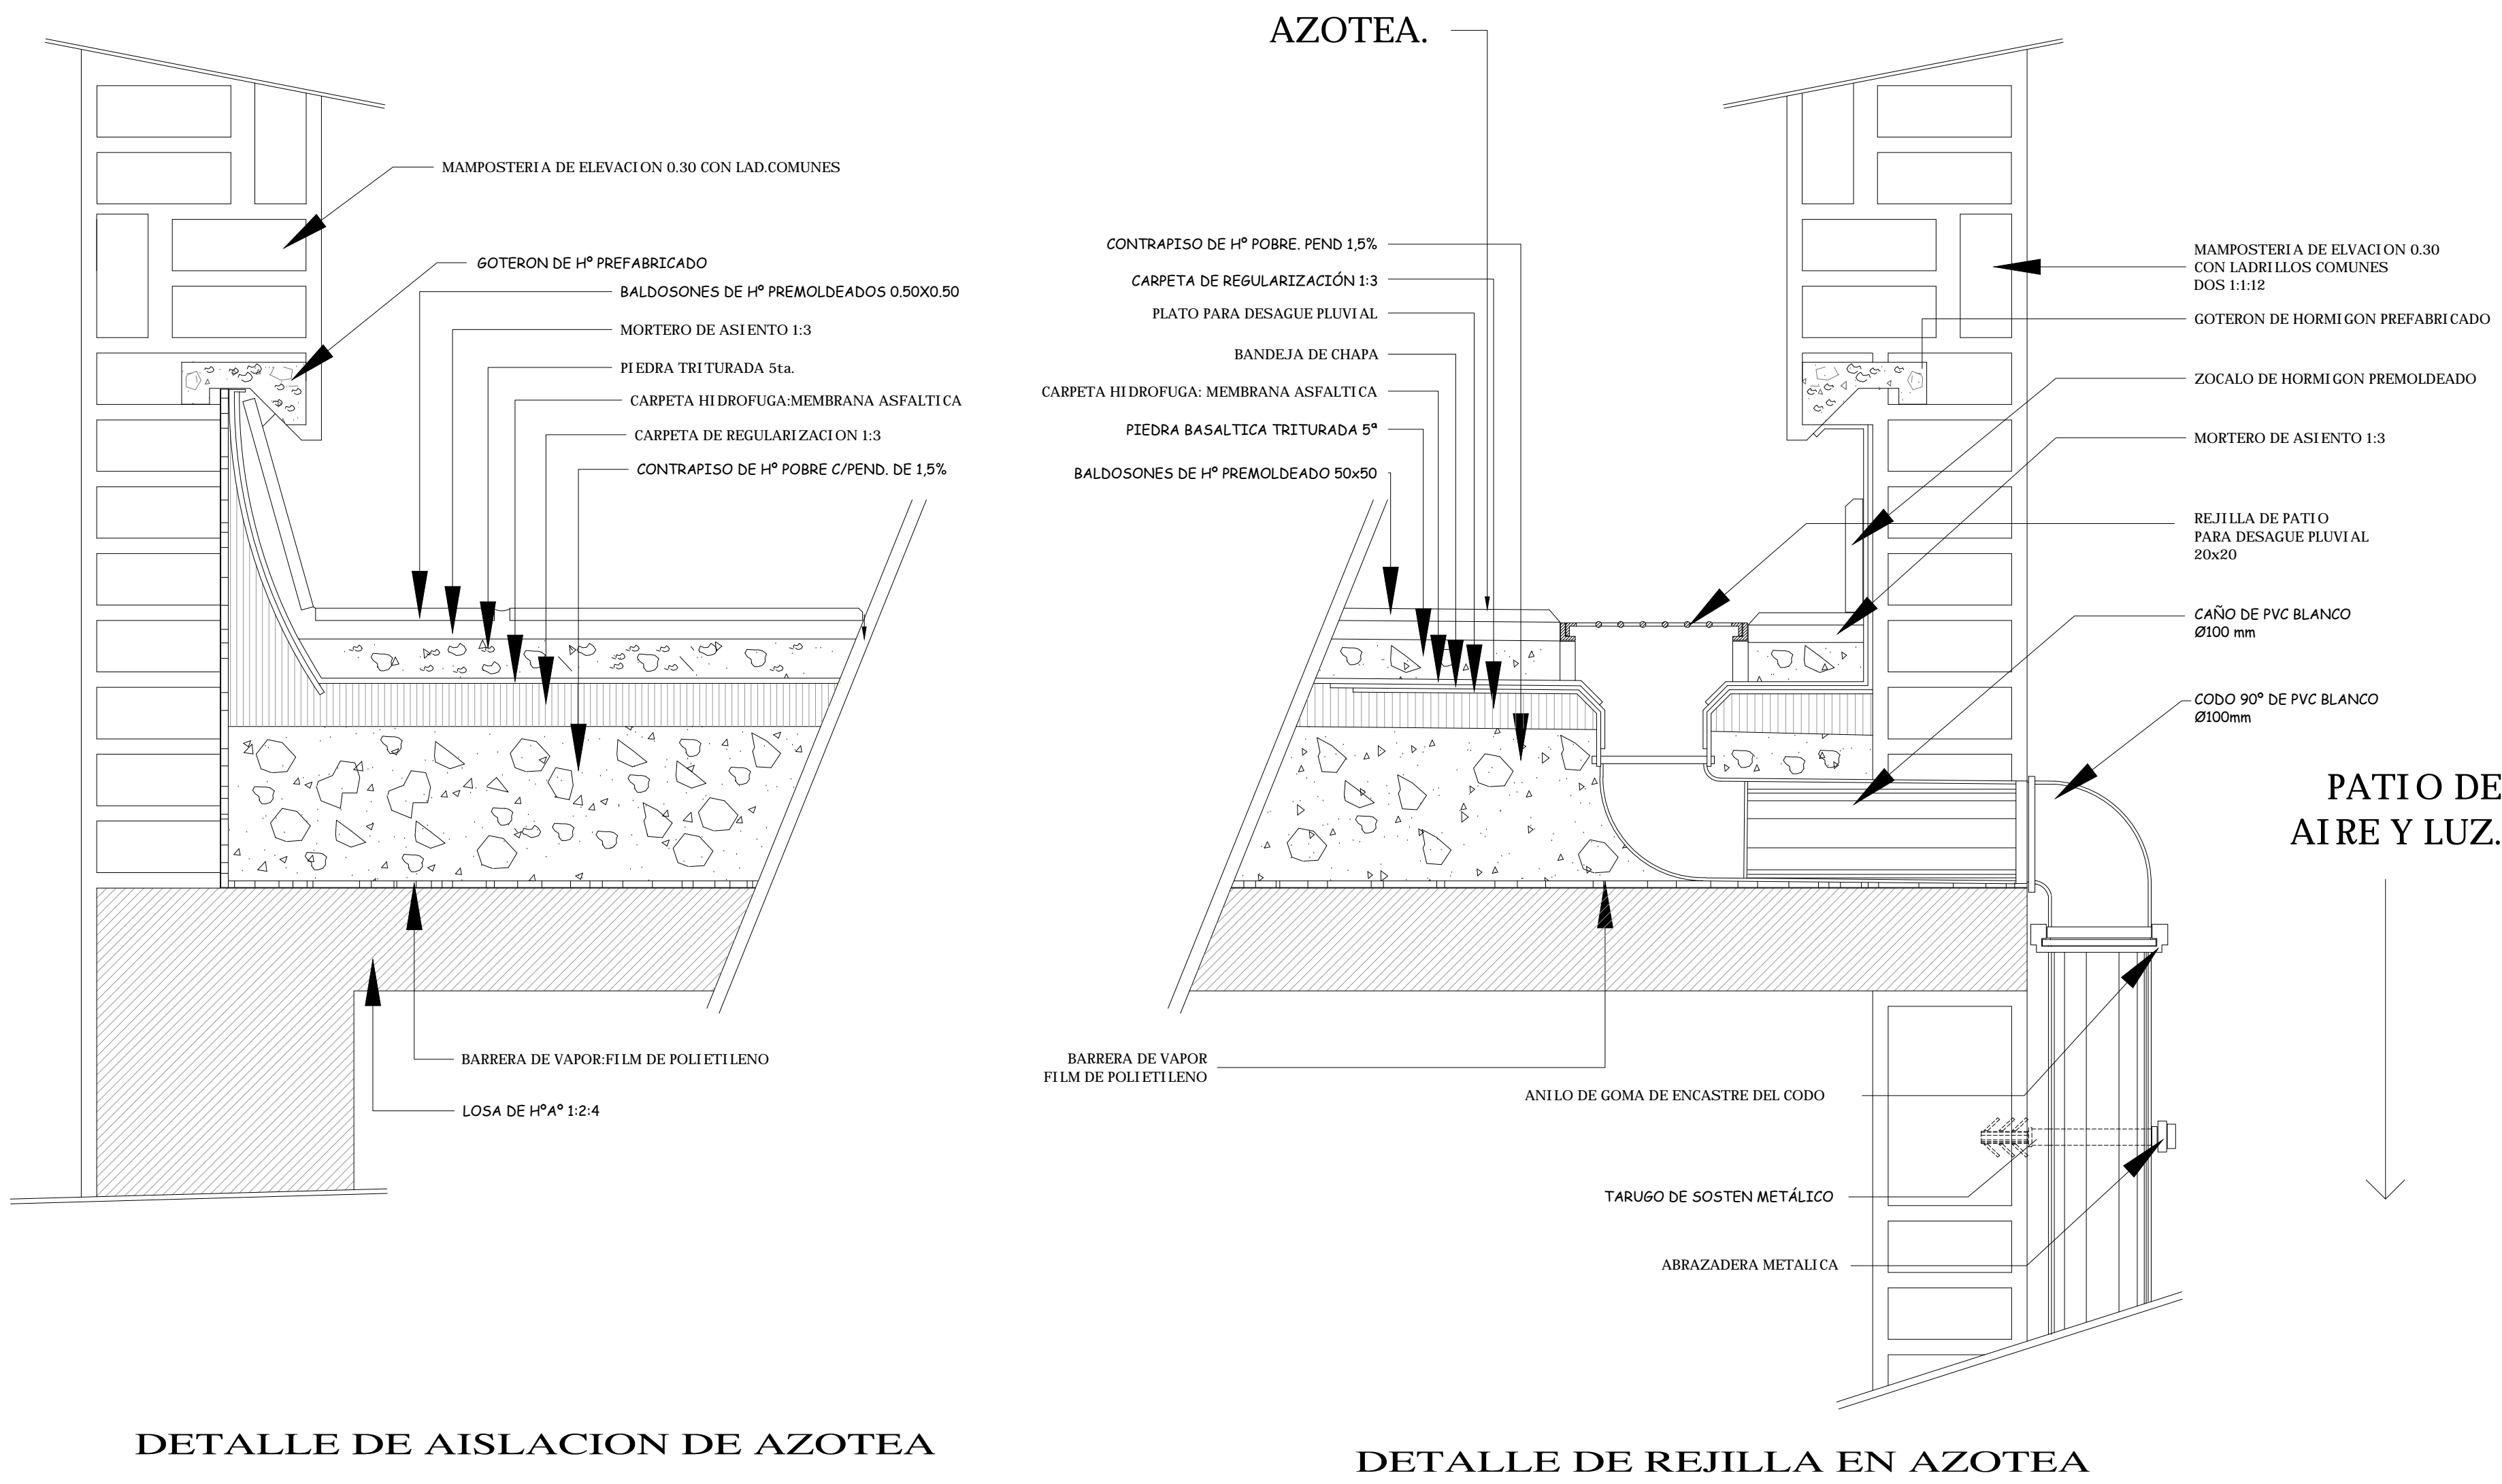 AZOTEA.
MAMPOSTERIA DE ELEVACION 0.30 CON LAD.COMUNES
GOTERON DE Hº PREFABRICADO
BALDOSONES DE Hº PREMOLDEADOS 0.50X0.50
MORTERO DE ASIENTO 1:3
PIEDRA TRITURADA 5ta.
CARPETA HIDROFUGA:MEMBRANA ASFALTICA
CARPETA DE REGULARIZACION 1:3
CONTRAPISO DE Hº POBRE C/PEND. DE 1,5%
BARRERA DE VAPOR:FILM DE POLIETILENO
LOSA DE HºAº 1:2:4
DETALLE DE AISLACION DE AZOTEA
CONTRAPISO DE Hº POBRE. PEND 1,5%
CARPETA DE REGULARIZACIÓN 1:3
PLATO PARA DESAGUE PLUVIAL
BANDEJA DE CHAPA
CARPETA HIDROFUGA: MEMBRANA ASFALTICA
PIEDRA BASALTICA TRITURADA 5ª
BALDOSONES DE Hº PREMOLDEADO 50x50
BARRERA DE VAPOR
FILM DE POLIETILENO
ANILO DE GOMA DE ENCASTRE DEL CODO
TARUGO DE SOSTEN METÁLICO
ABRAZADERA METALICA
MAMPOSTERIA DE ELVACION 0.30
CON LADRILLOS COMUNES
DOS 1:1:12
GOTERON DE HORMIGON PREFABRICADO
ZOCALO DE HORMIGON PREMOLDEADO
MORTERO DE ASIENTO 1:3
REJILLA DE PATIO
PARA DESAGUE PLUVIAL
20x20
CAÑO DE PVC BLANCO
Ø100 mm
CODO 90º DE PVC BLANCO
Ø100mm
PATIO DE
AIRE Y LUZ.
DETALLE DE REJILLA EN AZOTEA